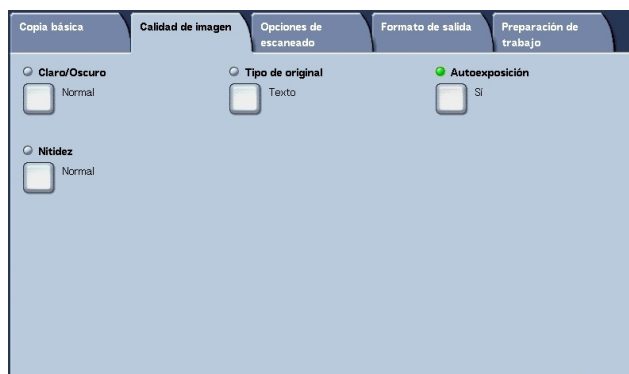 Copia básica
Calidad de imagen
Opciones de
escaneado
Formato de salida
Preparación de
trabajo
Claro/Oscuro
Normal
Tipo de original
Texto
Autoexposición
Sí
Nitidez
Normal